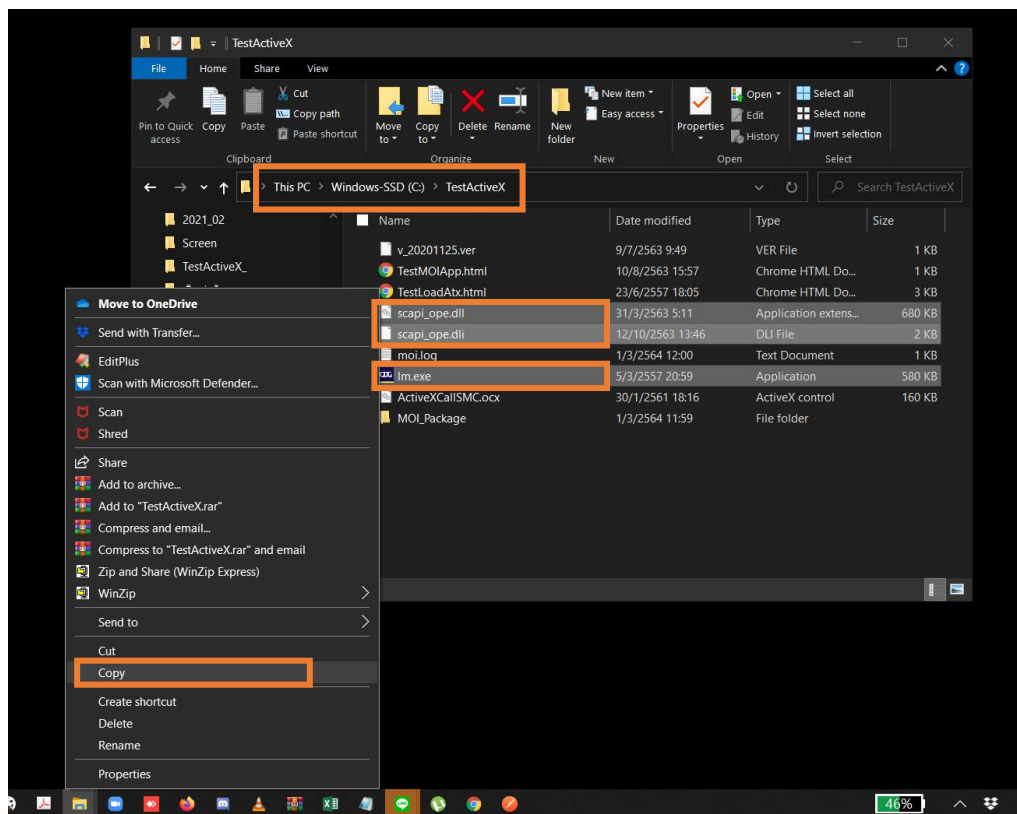 TestActiveX
File Home Share View
Pin to Quick access
Copy
Paste
Cut
Copy path
Paste shortcut
Move to
Copy to
Delete
Rename
New folder
New item
Easy access
Properties
Open
Edit
History
Select all
Select none
Invert selection
Clipboard Organize New Open Select
This PC > Windows-SSD (C:) > TestActiveX
Search TestActiveX
2021_02
Screen
TestActiveX_
Name Date modified Type Size
v_20201125.ver 9/7/2563 9:49 VER File 1 KB
TestMOIApp.html 10/8/2563 15:57 Chrome HTML Do... 1 KB
TestLoadAtx.html 23/6/2557 18:05 Chrome HTML Do... 3 KB
scapi_ope.dll 31/3/2563 5:11 Application extens... 680 KB
scapi_ope.dli 12/10/2563 13:46 DLI File 2 KB
moi.log 1/3/2564 12:00 Text Document 1 KB
lm.exe 5/3/2557 20:59 Application 580 KB
ActiveXCallSMC.ocx 30/1/2561 18:16 ActiveX control 160 KB
MOI_Package 1/3/2564 11:59 File folder
Move to OneDrive
Send with Transfer...
EditPlus
Scan with Microsoft Defender...
Scan
Shred
Share
Add to archive...
Add to "TestActiveX.rar"
Compress and email...
Compress to "TestActiveX.rar" and email
Zip and Share (WinZip Express)
WinZip
Send to
Cut
Copy
Create shortcut
Delete
Rename
Properties
46%